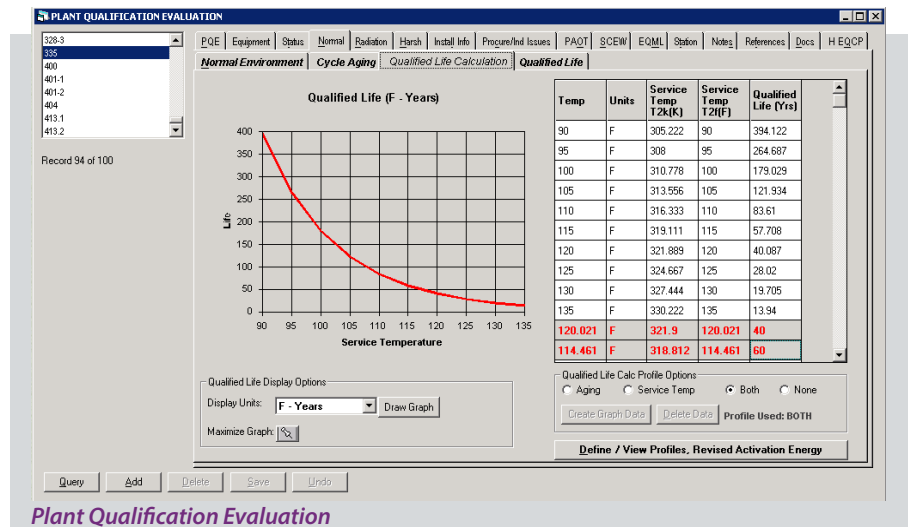 PLANT QUALIFICATION EVALUATION
328-3
335
400
401-1
401-2
404
413.1
413.2
Record 94 of 100
PQE Equipment Status Normal Radiation Harsh Install Info Procure/Ind Issues PAOT SCEW EQML Station Notes References Docs H EQCP
Normal Environment Cycle Aging Qualified Life Calculation Qualified Life
Qualified Life (F - Years)
Life
400
350
300
250
200
150
100
50
0
90 95 100 105 110 115 120 125 130 135
Service Temperature
Temp Units Service Temp T2k(K) Service Temp T2f(F) Qualified Life (Yrs)
90 F 305.222 90 394.122
95 F 308 95 264.687
100 F 310.778 100 179.029
105 F 313.556 105 121.934
110 F 316.333 110 83.61
115 F 319.111 115 57.708
120 F 321.889 120 40.087
125 F 324.667 125 28.02
130 F 327.444 130 19.705
135 F 330.222 135 13.94
120.021 F 321.9 120.021 40
114.461 F 318.812 114.461 60
Qualified Life Display Options
Display Units: F - Years Draw Graph
Maximize Graph:
Qualified Life Calc Profile Options
Aging Service Temp Both None
Create Graph Data Delete Data Profile Used: BOTH
Define / View Profiles, Revised Activation Energy
Query Add Delete Save Undo
Plant Qualification Evaluation